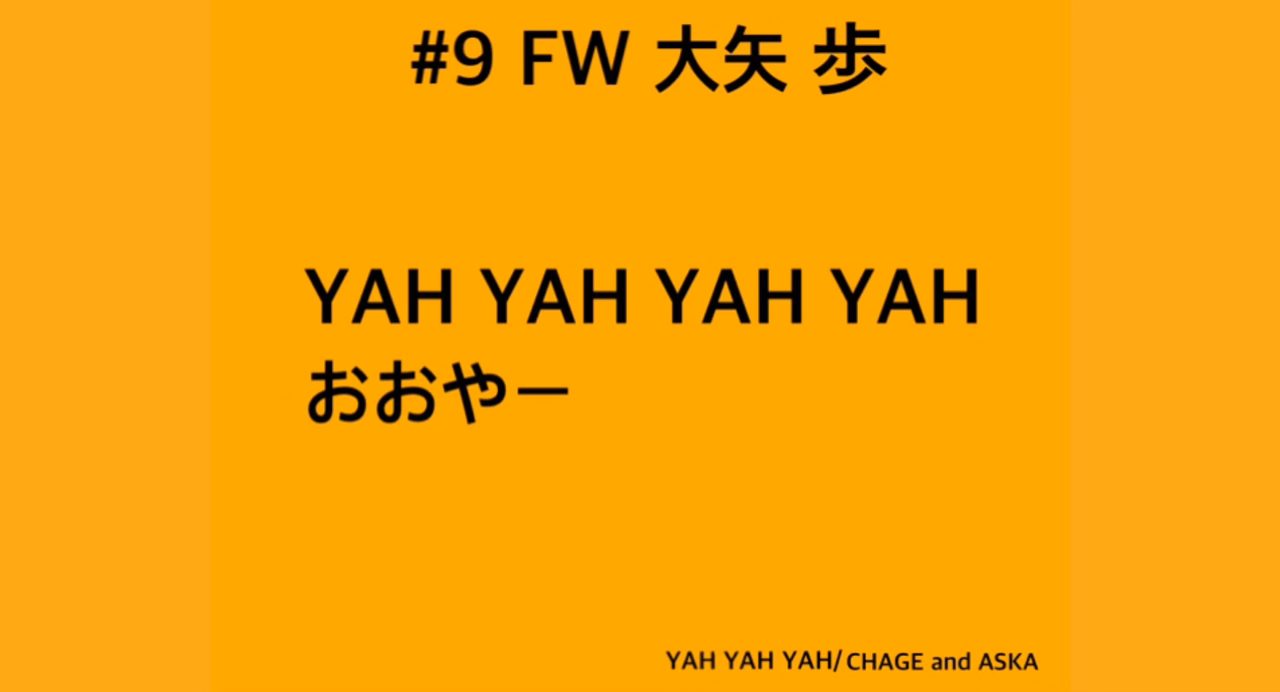 #9 FW 大矢 歩
YAH YAH YAH YAH
おおやー
YAH YAH YAH/CHAGE and ASKA